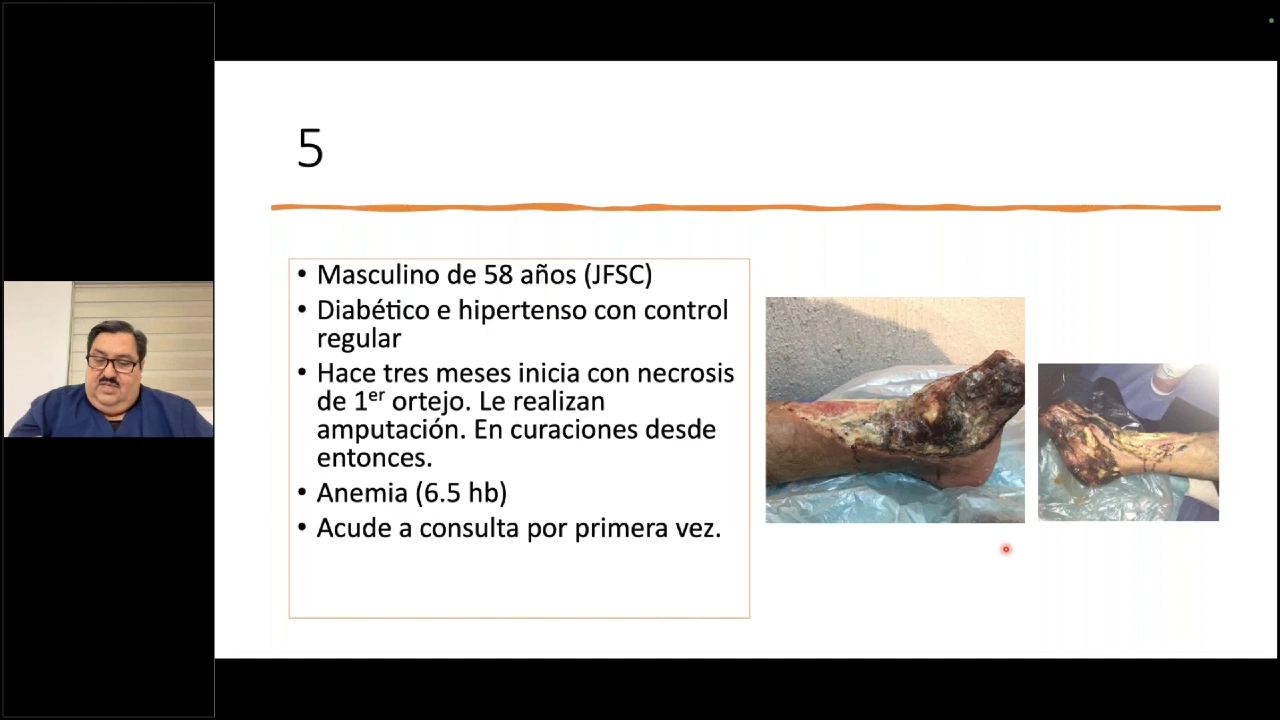 5
• Masculino de 58 años (JFSC)
• Diabético e hipertenso con control
regular
• Hace tres meses inicia con necrosis
de 1er ortejo. Le realizan
amputación. En curaciones desde
entonces.
• Anemia (6.5 hb)
• Acude a consulta por primera vez.